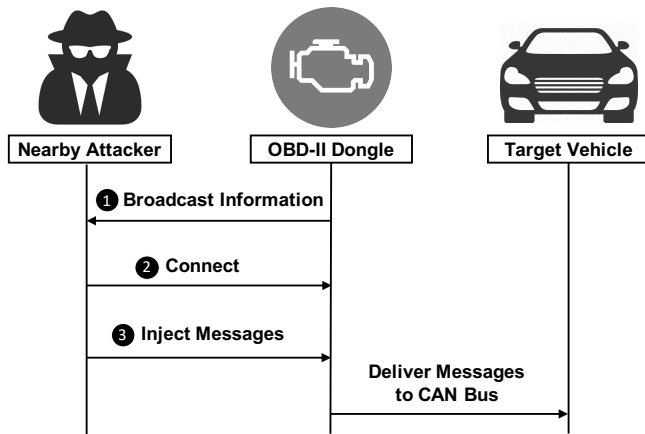 Nearby Attacker
OBD-II Dongle
Target Vehicle
1 Broadcast Information
2 Connect
3 Inject Messages
Deliver Messages
to CAN Bus